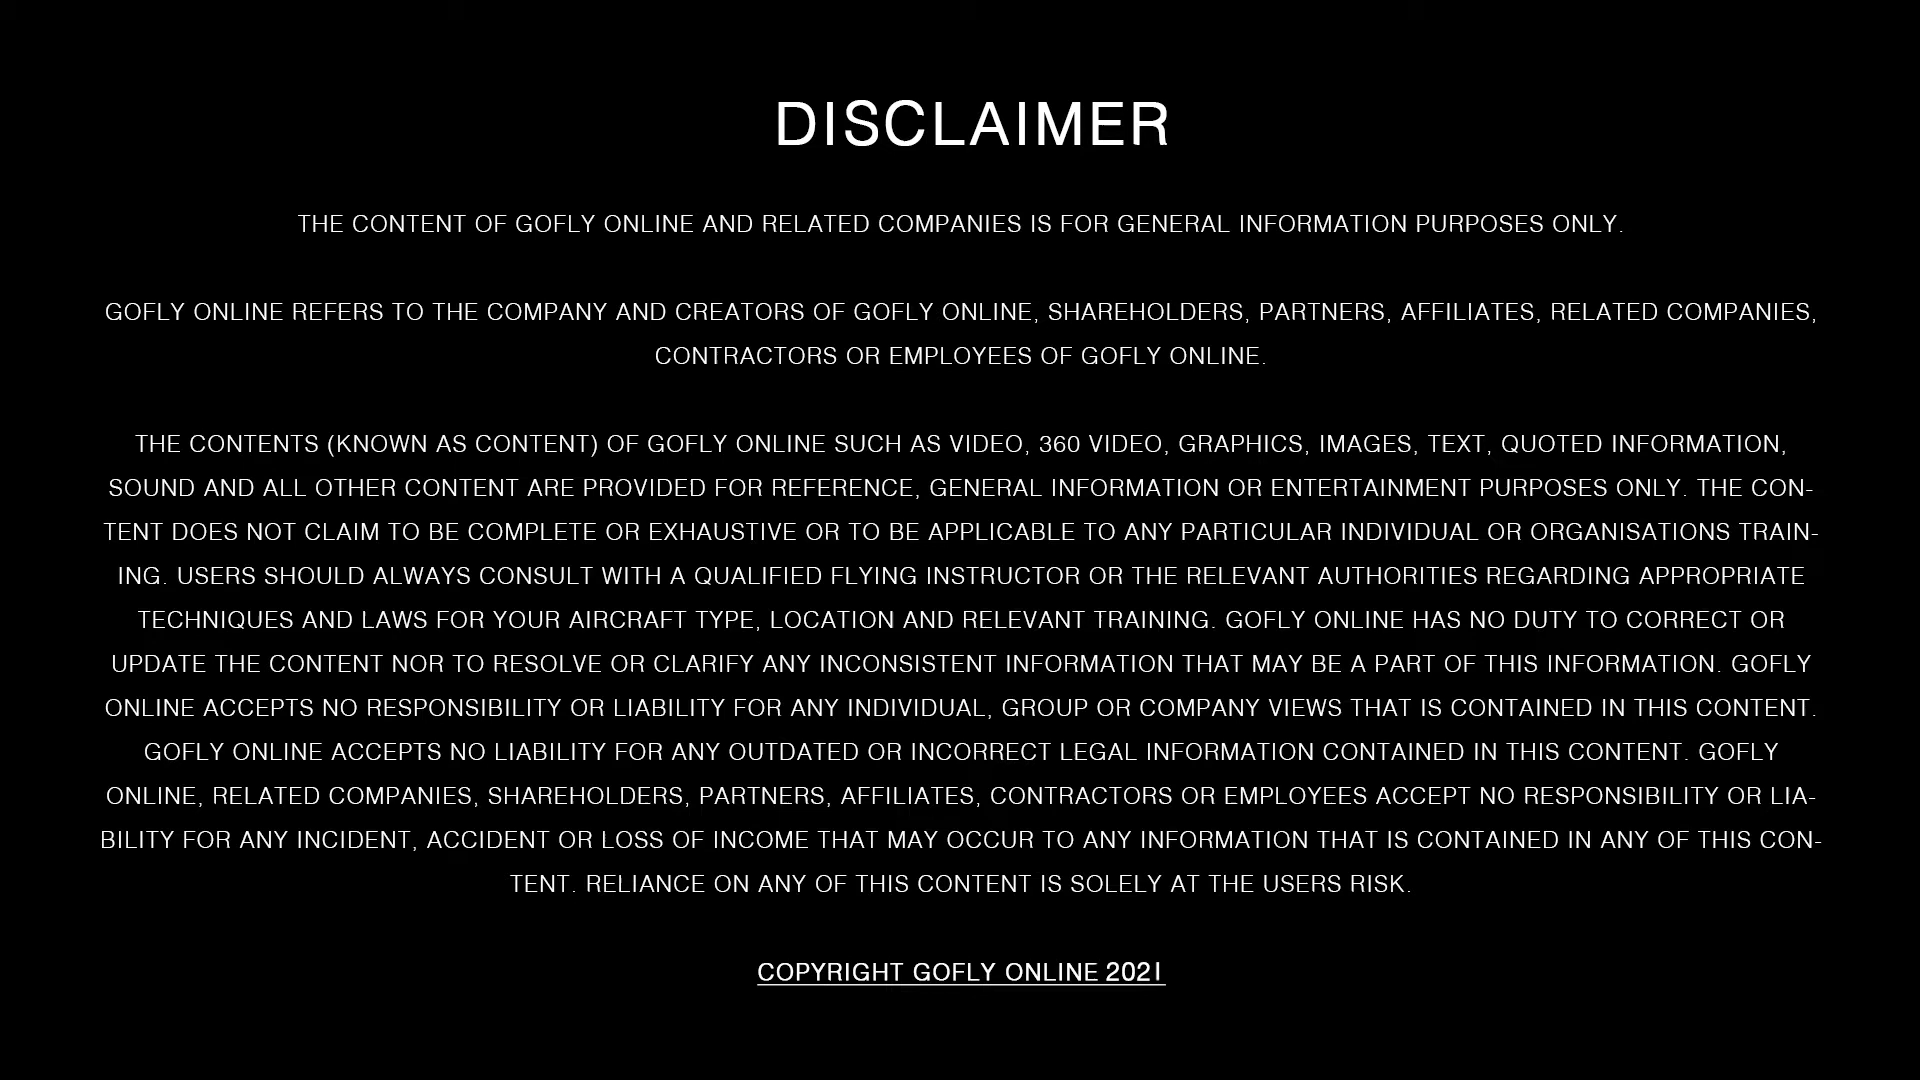 DISCLAIMER
THE CONTENT OF GOFLY ONLINE AND RELATED COMPANIES IS FOR GENERAL INFORMATION PURPOSES ONLY.
GOFLY ONLINE REFERS TO THE COMPANY AND CREATORS OF GOFLY ONLINE, SHAREHOLDERS, PARTNERS, AFFILIATES, RELATED COMPANIES,
CONTRACTORS OR EMPLOYEES OF GOFLY ONLINE.
THE CONTENTS (KNOWN AS CONTENT) OF GOFLY ONLINE SUCH AS VIDEO, 360 VIDEO, GRAPHICS, IMAGES, TEXT, QUOTED INFORMATION,
SOUND AND ALL OTHER CONTENT ARE PROVIDED FOR REFERENCE, GENERAL INFORMATION OR ENTERTAINMENT PURPOSES ONLY. THE CON-
TENT DOES NOT CLAIM TO BE COMPLETE OR EXHAUSTIVE OR TO BE APPLICABLE TO ANY PARTICULAR INDIVIDUAL OR ORGANISATIONS TRAIN-
ING. USERS SHOULD ALWAYS CONSULT WITH A QUALIFIED FLYING INSTRUCTOR OR THE RELEVANT AUTHORITIES REGARDING APPROPRIATE
TECHNIQUES AND LAWS FOR YOUR AIRCRAFT TYPE, LOCATION AND RELEVANT TRAINING. GOFLY ONLINE HAS NO DUTY TO CORRECT OR
UPDATE THE CONTENT NOR TO RESOLVE OR CLARIFY ANY INCONSISTENT INFORMATION THAT MAY BE A PART OF THIS INFORMATION. GOFLY
ONLINE ACCEPTS NO RESPONSIBILITY OR LIABILITY FOR ANY INDIVIDUAL, GROUP OR COMPANY VIEWS THAT IS CONTAINED IN THIS CONTENT.
GOFLY ONLINE ACCEPTS NO LIABILITY FOR ANY OUTDATED OR INCORRECT LEGAL INFORMATION CONTAINED IN THIS CONTENT. GOFLY
ONLINE, RELATED COMPANIES, SHAREHOLDERS, PARTNERS, AFFILIATES, CONTRACTORS OR EMPLOYEES ACCEPT NO RESPONSIBILITY OR LIA-
BILITY FOR ANY INCIDENT, ACCIDENT OR LOSS OF INCOME THAT MAY OCCUR TO ANY INFORMATION THAT IS CONTAINED IN ANY OF THIS CON-
TENT. RELIANCE ON ANY OF THIS CONTENT IS SOLELY AT THE USERS RISK.
COPYRIGHT GOFLY ONLINE 2021